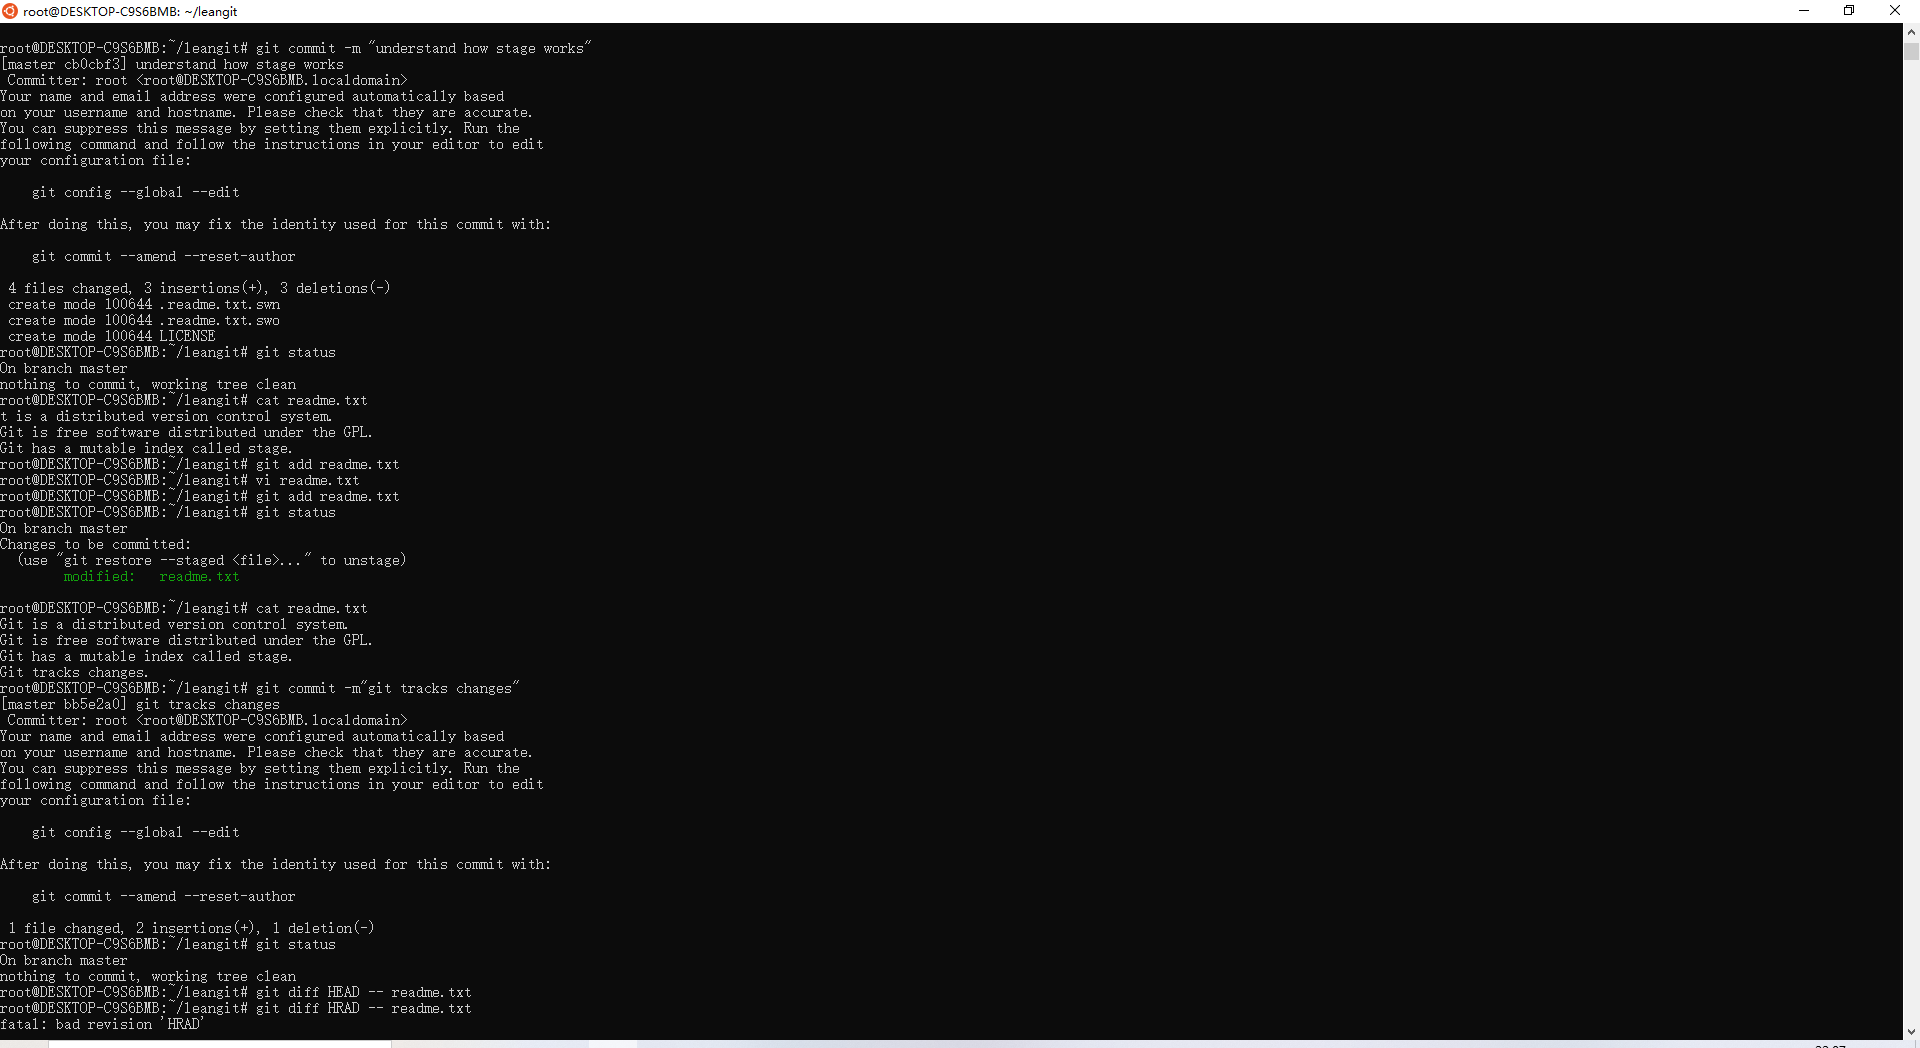 root@DESKTOP-C9S6BMB: ~/leangit
root@DESKTOP-C9S6BMB:~/leangit# git commit -m "understand how stage works"
[master cb0cbf3] understand how stage works
 Committer: root <root@DESKTOP-C9S6BMB.localdomain>
Your name and email address were configured automatically based
on your username and hostname. Please check that they are accurate.
You can suppress this message by setting them explicitly. Run the
following command and follow the instructions in your editor to edit
your configuration file:
    git config --global --edit
After doing this, you may fix the identity used for this commit with:
    git commit --amend --reset-author
 4 files changed, 3 insertions(+), 3 deletions(-)
 create mode 100644 .readme.txt.swn
 create mode 100644 .readme.txt.swo
 create mode 100644 LICENSE
root@DESKTOP-C9S6BMB:~/leangit# git status
On branch master
nothing to commit, working tree clean
root@DESKTOP-C9S6BMB:~/leangit# cat readme.txt
t is a distributed version control system.
Git is free software distributed under the GPL.
Git has a mutable index called stage.
root@DESKTOP-C9S6BMB:~/leangit# git add readme.txt
root@DESKTOP-C9S6BMB:~/leangit# vi readme.txt
root@DESKTOP-C9S6BMB:~/leangit# git add readme.txt
root@DESKTOP-C9S6BMB:~/leangit# git status
On branch master
Changes to be committed:
  (use "git restore --staged <file>..." to unstage)
        modified:   readme.txt
root@DESKTOP-C9S6BMB:~/leangit# cat readme.txt
Git is a distributed version control system.
Git is free software distributed under the GPL.
Git has a mutable index called stage.
Git tracks changes.
root@DESKTOP-C9S6BMB:~/leangit# git commit -m"git tracks changes"
[master bb5e2a0] git tracks changes
 Committer: root <root@DESKTOP-C9S6BMB.localdomain>
Your name and email address were configured automatically based
on your username and hostname. Please check that they are accurate.
You can suppress this message by setting them explicitly. Run the
following command and follow the instructions in your editor to edit
your configuration file:
    git config --global --edit
After doing this, you may fix the identity used for this commit with:
    git commit --amend --reset-author
 1 file changed, 2 insertions(+), 1 deletion(-)
root@DESKTOP-C9S6BMB:~/leangit# git status
On branch master
nothing to commit, working tree clean
root@DESKTOP-C9S6BMB:~/leangit# git diff HEAD -- readme.txt
root@DESKTOP-C9S6BMB:~/leangit# git diff HRAD -- readme.txt
fatal: bad revision 'HRAD'